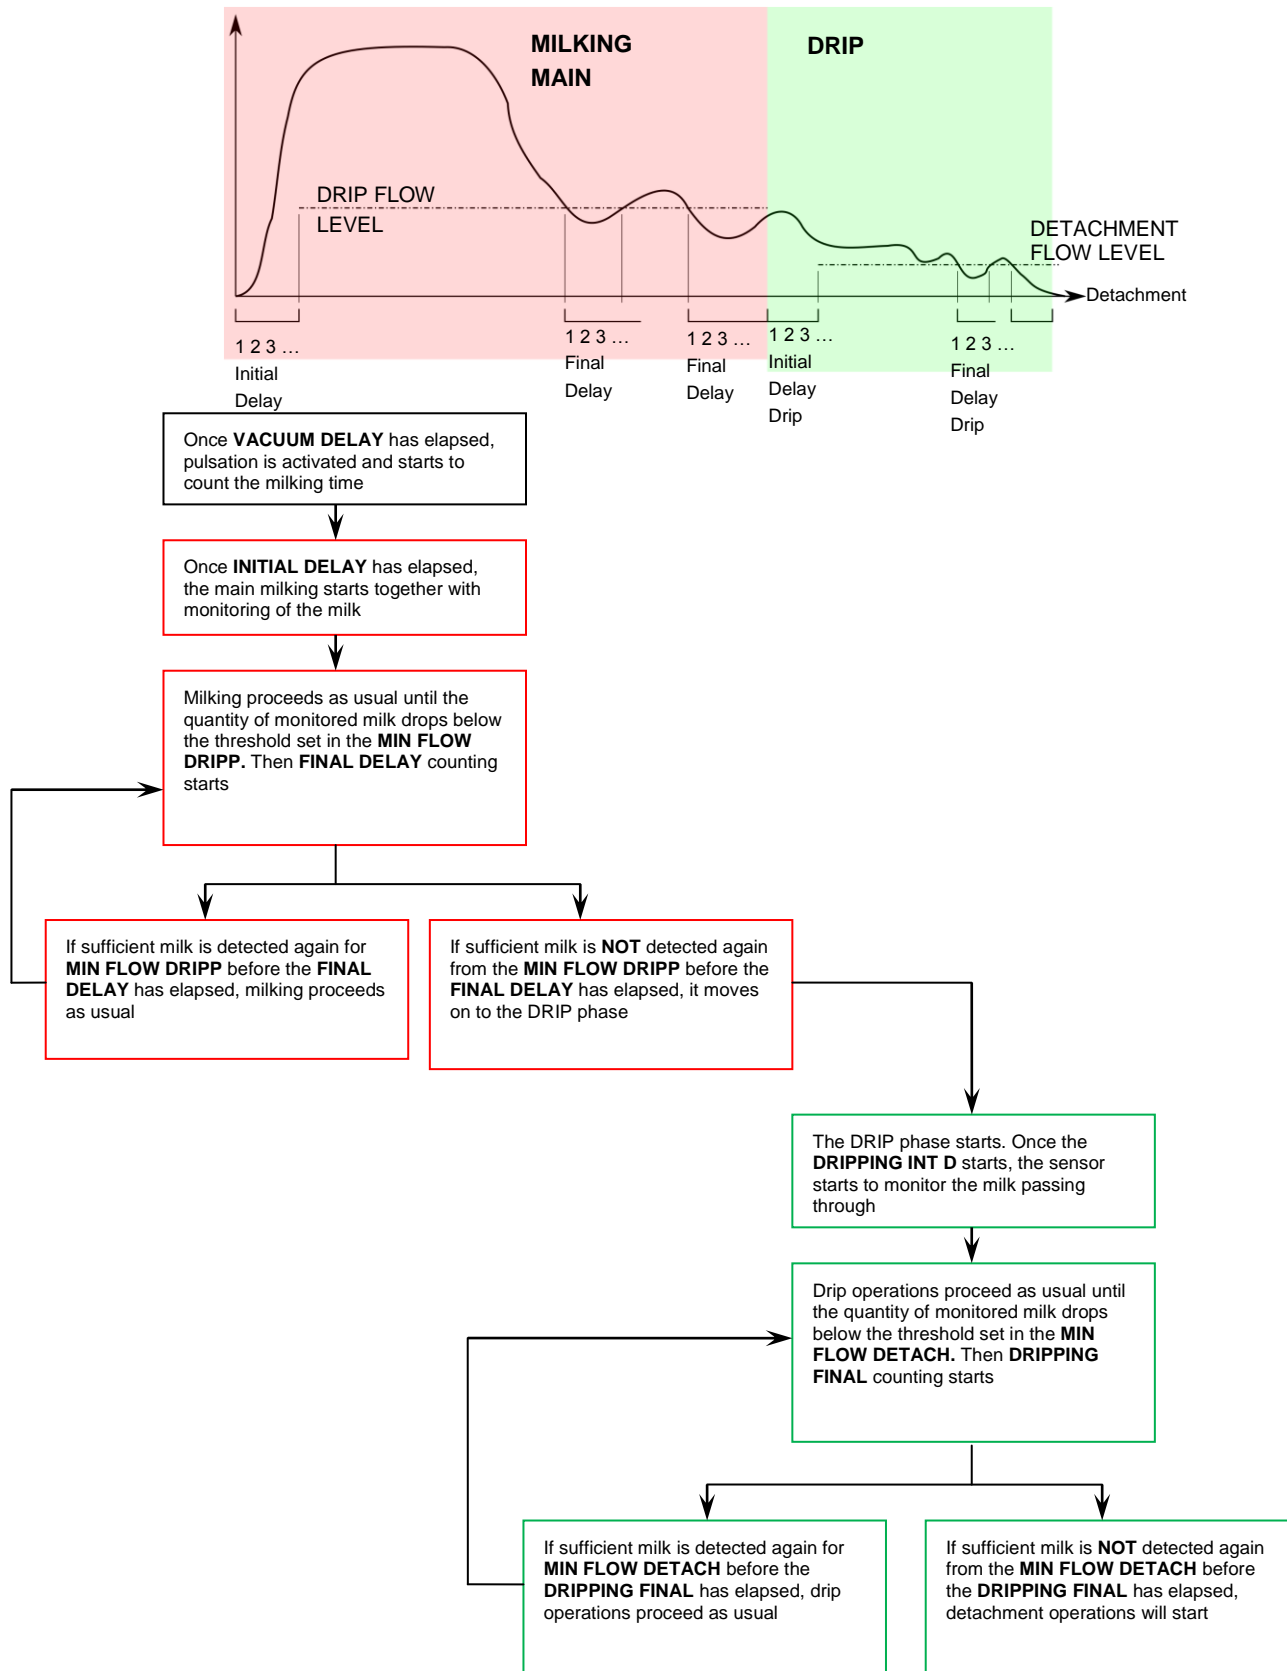 MILKING
MAIN
DRIP
DRIP FLOW
LEVEL
DETACHMENT
FLOW LEVEL
Detachment
1 2 3 …
Initial
Delay
1 2 3 …
Final
Delay
1 2 3 …
Final
Delay
1 2 3 …
Initial
Delay
Drip
1 2 3 …
Final
Delay
Drip
Once VACUUM DELAY has elapsed,
pulsation is activated and starts to
count the milking time
Once INITIAL DELAY has elapsed,
the main milking starts together with
monitoring of the milk
Milking proceeds as usual until the
quantity of monitored milk drops below
the threshold set in the MIN FLOW
DRIPP. Then FINAL DELAY counting
starts
If sufficient milk is detected again for
MIN FLOW DRIPP before the FINAL
DELAY has elapsed, milking proceeds
as usual
If sufficient milk is NOT detected again
from the MIN FLOW DRIPP before the
FINAL DELAY has elapsed, it moves
on to the DRIP phase
The DRIP phase starts. Once the
DRIPPING INT D starts, the sensor
starts to monitor the milk passing
through
Drip operations proceed as usual until
the quantity of monitored milk drops
below the threshold set in the MIN
FLOW DETACH. Then DRIPPING
FINAL counting starts
If sufficient milk is detected again for
MIN FLOW DETACH before the
DRIPPING FINAL has elapsed, drip
operations proceed as usual
If sufficient milk is NOT detected again
from the MIN FLOW DETACH before
the DRIPPING FINAL has elapsed,
detachment operations will start